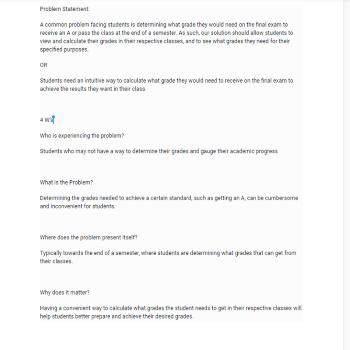 Problem Statement:
A common problem facing students is determining what grade they would need on the final exam to
receive an A or pass the class at the end of a semester. As such, our solution should allow students to
view and calculate their grades in their respective classes, and to see what grades they need for their
specified purposes.
OR
Students need an intuitive way to calculate what grade they would need to receive on the final exam to
achieve the results they want in their class.
4 W's
Who is experiencing the problem?
Students who may not have a way to determine their grades and gauge their academic progress
What is the Problem?
Determining the grades needed to achieve a certain standard, such as getting an A, can be cumbersome
and inconvenient for students.
Where does the problem present itself?
Typically towards the end of a semester, where students are determining what grades that can get from
their classes.
Why does it matter?
Having a convenient way to calculate what grades the student needs to get in their respective classes will
help students better prepare and achieve their desired grades.